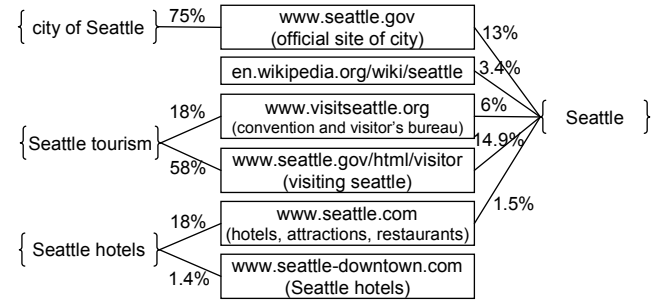 { city of Seattle }
75%
www.seattle.gov
(official site of city)
13%
en.wikipedia.org/wiki/seattle
3.4%
{ Seattle tourism }
18%
58%
www.visitseattle.org
(convention and visitor's bureau)
6%
{ Seattle }
www.seattle.gov/html/visitor
(visiting seattle)
14.9%
{ Seattle hotels }
18%
1.4%
www.seattle.com
(hotels, attractions, restaurants)
1.5%
www.seattle-downtown.com
(Seattle hotels)